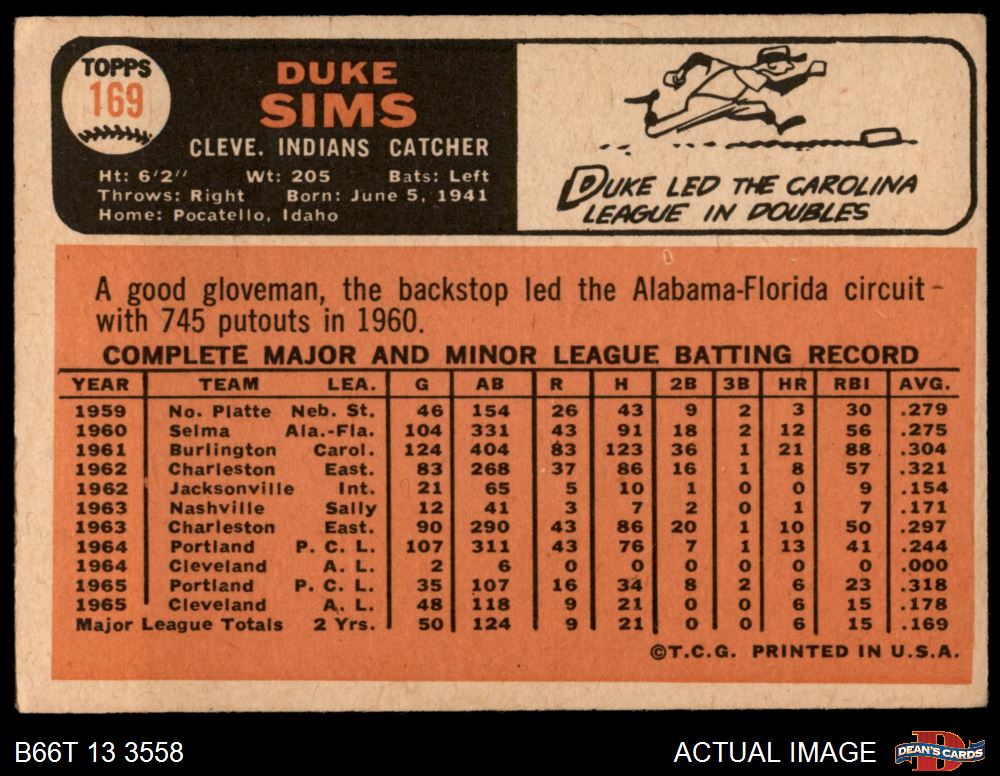 TOPPS
169
DUKE
SIMS
CLEVE. INDIANS CATCHER
Ht: 6'2" Wt: 205 Bats: Left
Throws: Right Born: June 5, 1941
Home: Pocatello, Idaho
DUKE LED THE CAROLINA
LEAGUE IN DOUBLES
A good gloveman, the backstop led the Alabama-Florida circuit
with 745 putouts in 1960.
COMPLETE MAJOR AND MINOR LEAGUE BATTING RECORD
YEAR TEAM LEA. G AB R H 2B 3B HR RBI AVG.
1959 No. Platte Neb. St. 46 154 26 43 9 2 3 30 .279
1960 Selma Ala.-Fla. 104 331 43 91 18 2 12 56 .275
1961 Burlington Carol. 124 404 83 123 36 1 21 88 .304
1962 Charleston East. 83 268 37 86 16 1 8 57 .321
1962 Jacksonville Int. 21 65 5 10 1 0 0 9 .154
1963 Nashville Sally 12 41 3 7 2 0 1 7 .171
1963 Charleston East. 90 290 43 86 20 1 10 50 .297
1964 Portland P. C. L. 107 311 43 76 7 1 13 41 .244
1964 Cleveland A. L. 2 6 0 0 0 0 0 0 .000
1965 Portland P. C. L. 35 107 16 34 8 2 6 23 .318
1965 Cleveland A. L. 48 118 9 21 0 0 6 15 .178
Major League Totals 2 Yrs. 50 124 9 21 0 0 6 15 .169
©T.C.G. PRINTED IN U.S.A.
B66T 13 3558 ACTUAL IMAGE DEAN'S CARDS